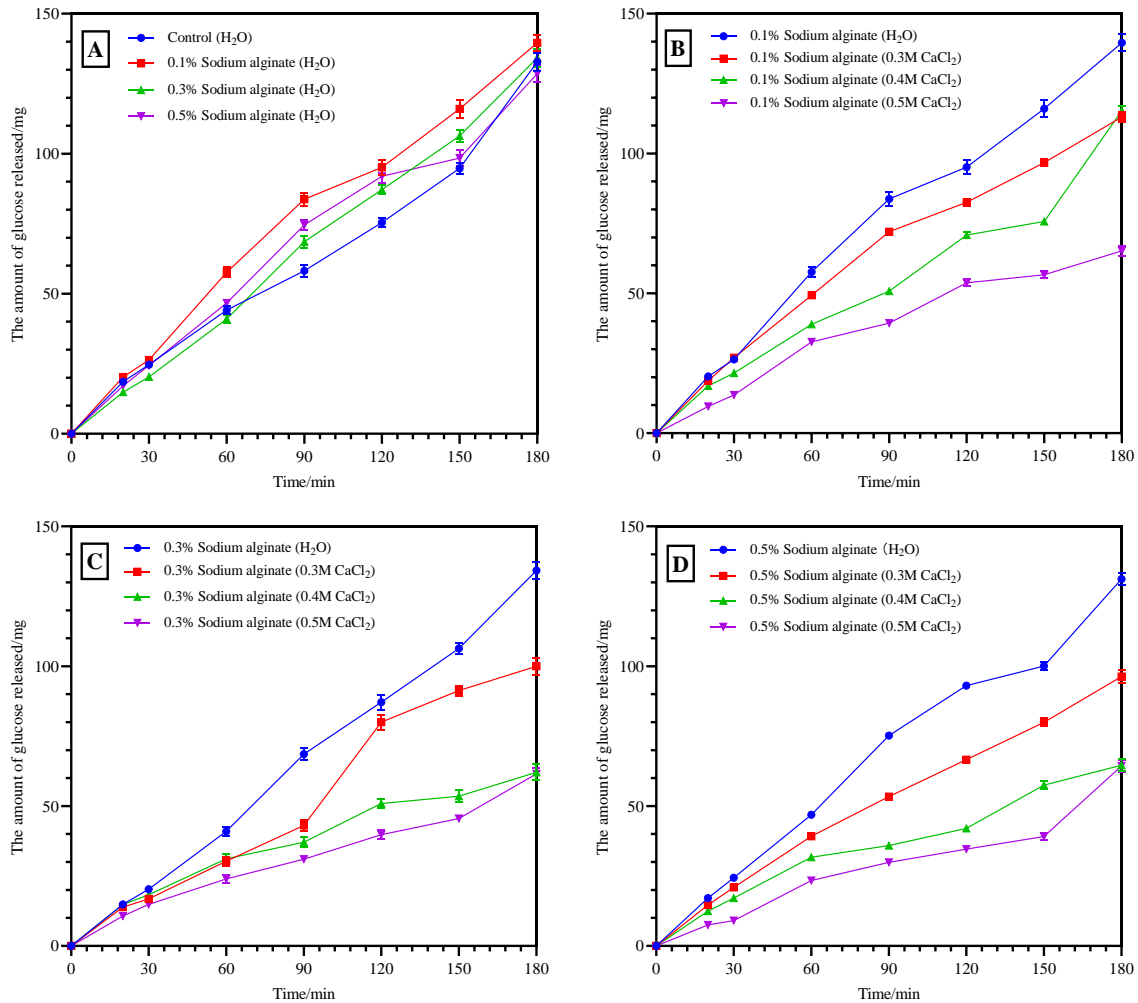 A
Control (H₂O)
0.1% Sodium alginite (H₂O)
0.3% Sodium alginate (H₂O)
0.5% Sodium alginate (H₂O)
The amount of glucose released/mg
150
100
50
0
0 30 60 90 120 150 180
Time/min
B
0.1% Sodium alginate (H₂O)
0.1% Sodium alginate (0.3M CaCl₂)
0.1% Sodium alginate (0.4M CaCl₂)
0.1% Sodium alginate (0.5M CaCl₂)
The amount of glucose released/mg
150
100
50
0
0 30 60 90 120 150 180
Time/min
C
0.3% Sodium alginate (H₂O)
0.3% Sodium alginate (0.3M CaCl₂)
0.3% Sodium alginate (0.4M CaCl₂)
0.3% Sodium alginate (0.5M CaCl₂)
The amount of glucose released/mg
150
100
50
0
0 30 60 90 120 150 180
Time/min
D
0.5% Sodium alginate（H₂O)
0.5% Sodium alginate (0.3M CaCl₂)
0.5% Sodium alginate (0.4M CaCl₂)
0.5% Sodium alginate (0.5M CaCl₂)
The amount of glucose released/mg
150
100
50
0
0 30 60 90 120 150 180
Time/min